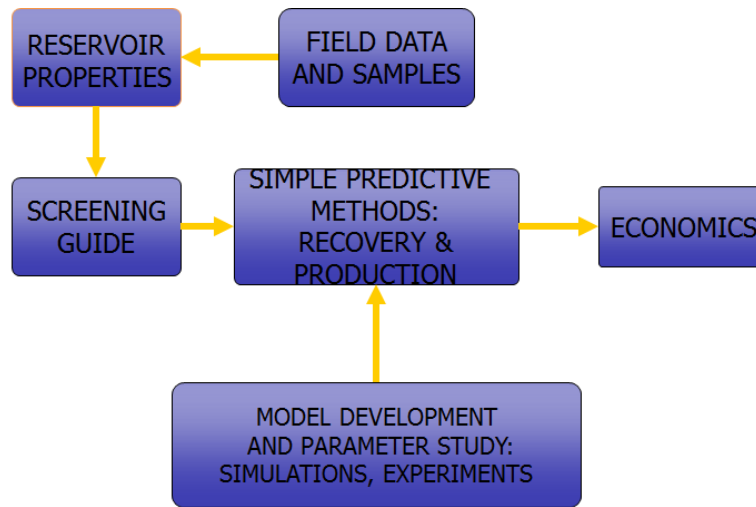 RESERVOIR
PROPERTIES
FIELD DATA
AND SAMPLES
SCREENING
GUIDE
SIMPLE PREDICTIVE
METHODS:
RECOVERY &
PRODUCTION
ECONOMICS
MODEL DEVELOPMENT
AND PARAMETER STUDY:
SIMULATIONS, EXPERIMENTS